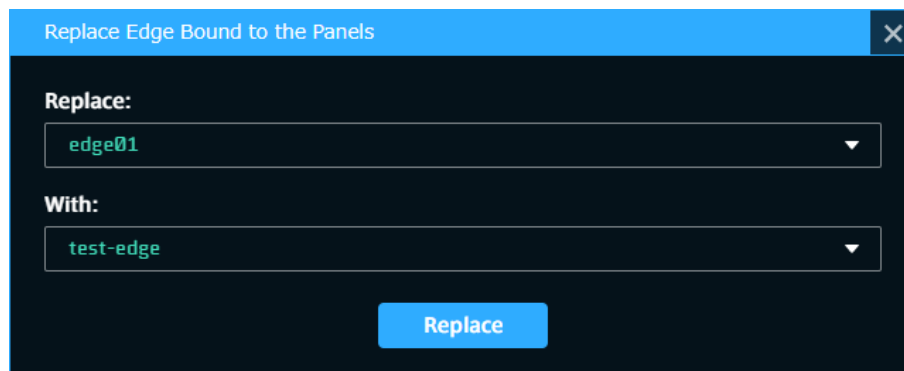 Replace Edge Bound to the Panels
Replace:
edge01
With:
test-edge
Replace